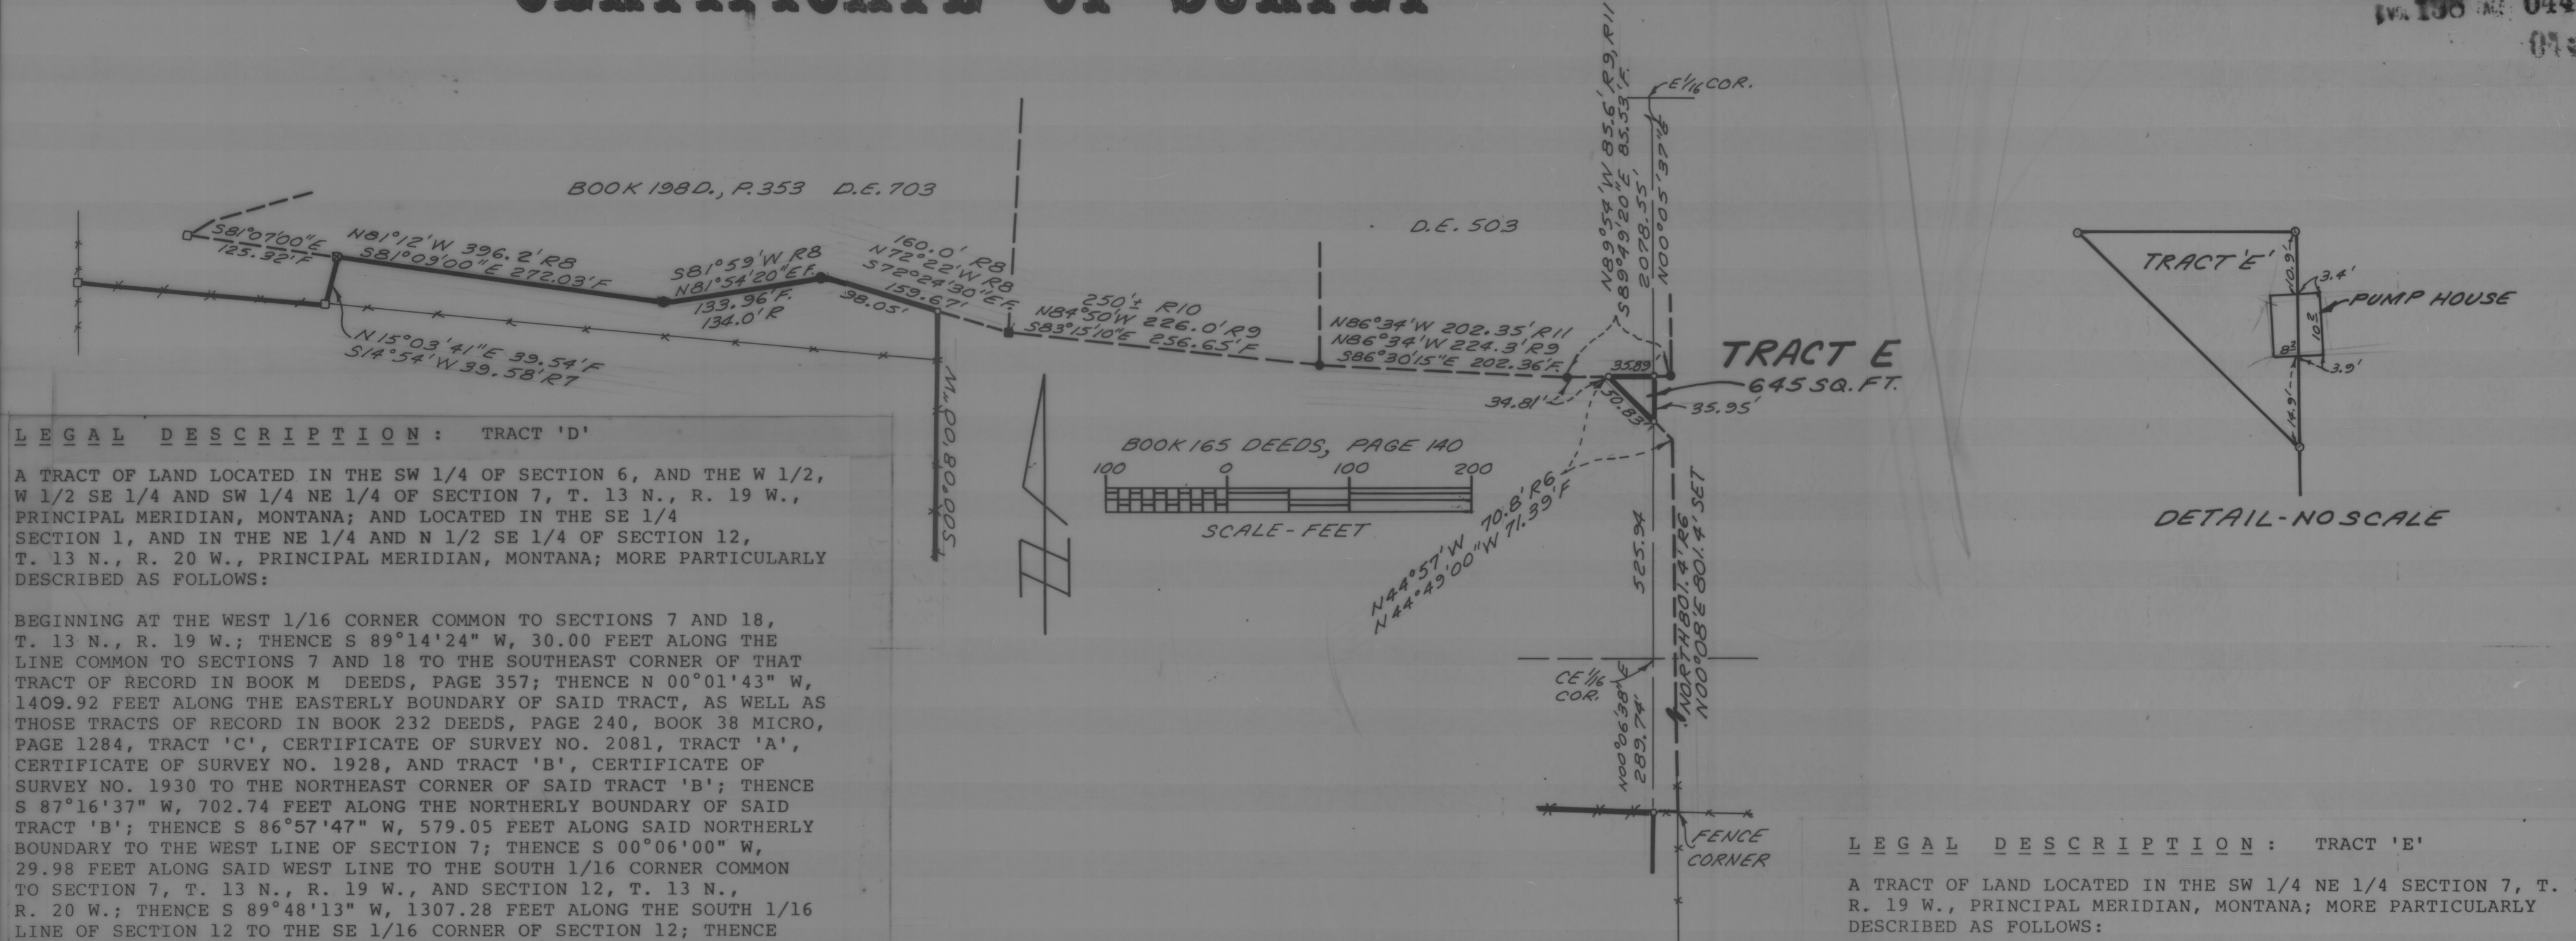 CERTIFICATE OF SURVEY
VOL 198 PAGE 044
E 1/16 COR.
N89°54'W 85.6' R9, R11
S89°49'20"E 85.53' F.
2078.55'
N00°05'37"E
BOOK 198D., P.353 D.E. 703
D.E. 503
S81°07'00"E
125.32' F
N81°12'W 396.2' R8
S81°09'00"E 272.03' F
S81°59'W R8
N81°54'20"E F.
133.96' F.
134.0' R
160.0' R8
N72°22'W R8
S72°24'30"E F.
159.67'
98.05'
N15°03'41"E 39.54' F
S14°54'W 39.58' R7
250'± R10
N84°50'W 226.0' R9
S83°15'10"E 256.65' F
N86°34'W 202.35' R11
N86°34'W 224.3' R9
S86°30'15"E 202.36' F.
35.89'
TRACT E
645 SQ. FT.
34.81'
50.83'
35.95'
S00°08'00"W
BOOK 165 DEEDS, PAGE 140
100 0 100 200
SCALE-FEET
N44°57'W 70.8' R6
N44°49'00"W 71.39' F
525.94
NORTH 801.4' R6
N00°08'E 801.4' SET
CE 1/16
COR.
N00°06'38"E
289.74'
FENCE
CORNER
TRACT 'E'
10.9'
3.4'
PUMP HOUSE
3.9'
14.9'
DETAIL-NO SCALE
LEGAL DESCRIPTION: TRACT 'D'
A TRACT OF LAND LOCATED IN THE SW 1/4 OF SECTION 6, AND THE W 1/2,
W 1/2 SE 1/4 AND SW 1/4 NE 1/4 OF SECTION 7, T. 13 N., R. 19 W.,
PRINCIPAL MERIDIAN, MONTANA; AND LOCATED IN THE SE 1/4
SECTION 1, AND IN THE NE 1/4 AND N 1/2 SE 1/4 OF SECTION 12,
T. 13 N., R. 20 W., PRINCIPAL MERIDIAN, MONTANA; MORE PARTICULARLY
DESCRIBED AS FOLLOWS:
BEGINNING AT THE WEST 1/16 CORNER COMMON TO SECTIONS 7 AND 18,
T. 13 N., R. 19 W.; THENCE S 89°14'24" W, 30.00 FEET ALONG THE
LINE COMMON TO SECTIONS 7 AND 18 TO THE SOUTHEAST CORNER OF THAT
TRACT OF RECORD IN BOOK M DEEDS, PAGE 357; THENCE N 00°01'43" W,
1409.92 FEET ALONG THE EASTERLY BOUNDARY OF SAID TRACT, AS WELL AS
THOSE TRACTS OF RECORD IN BOOK 232 DEEDS, PAGE 240, BOOK 38 MICRO,
PAGE 1284, TRACT 'C', CERTIFICATE OF SURVEY NO. 2081, TRACT 'A',
CERTIFICATE OF SURVEY NO. 1928, AND TRACT 'B', CERTIFICATE OF
SURVEY NO. 1930 TO THE NORTHEAST CORNER OF SAID TRACT 'B'; THENCE
S 87°16'37" W, 702.74 FEET ALONG THE NORTHERLY BOUNDARY OF SAID
TRACT 'B'; THENCE S 86°57'47" W, 579.05 FEET ALONG SAID NORTHERLY
BOUNDARY TO THE WEST LINE OF SECTION 7; THENCE S 00°06'00" W,
29.98 FEET ALONG SAID WEST LINE TO THE SOUTH 1/16 CORNER COMMON
TO SECTION 7, T. 13 N., R. 19 W., AND SECTION 12, T. 13 N.,
R. 20 W.; THENCE S 89°48'13" W, 1307.28 FEET ALONG THE SOUTH 1/16
LINE OF SECTION 12 TO THE SE 1/16 CORNER OF SECTION 12; THENCE
LEGAL DESCRIPTION: TRACT 'E'
A TRACT OF LAND LOCATED IN THE SW 1/4 NE 1/4 SECTION 7, T.
R. 19 W., PRINCIPAL MERIDIAN, MONTANA; MORE PARTICULARLY
DESCRIBED AS FOLLOWS: